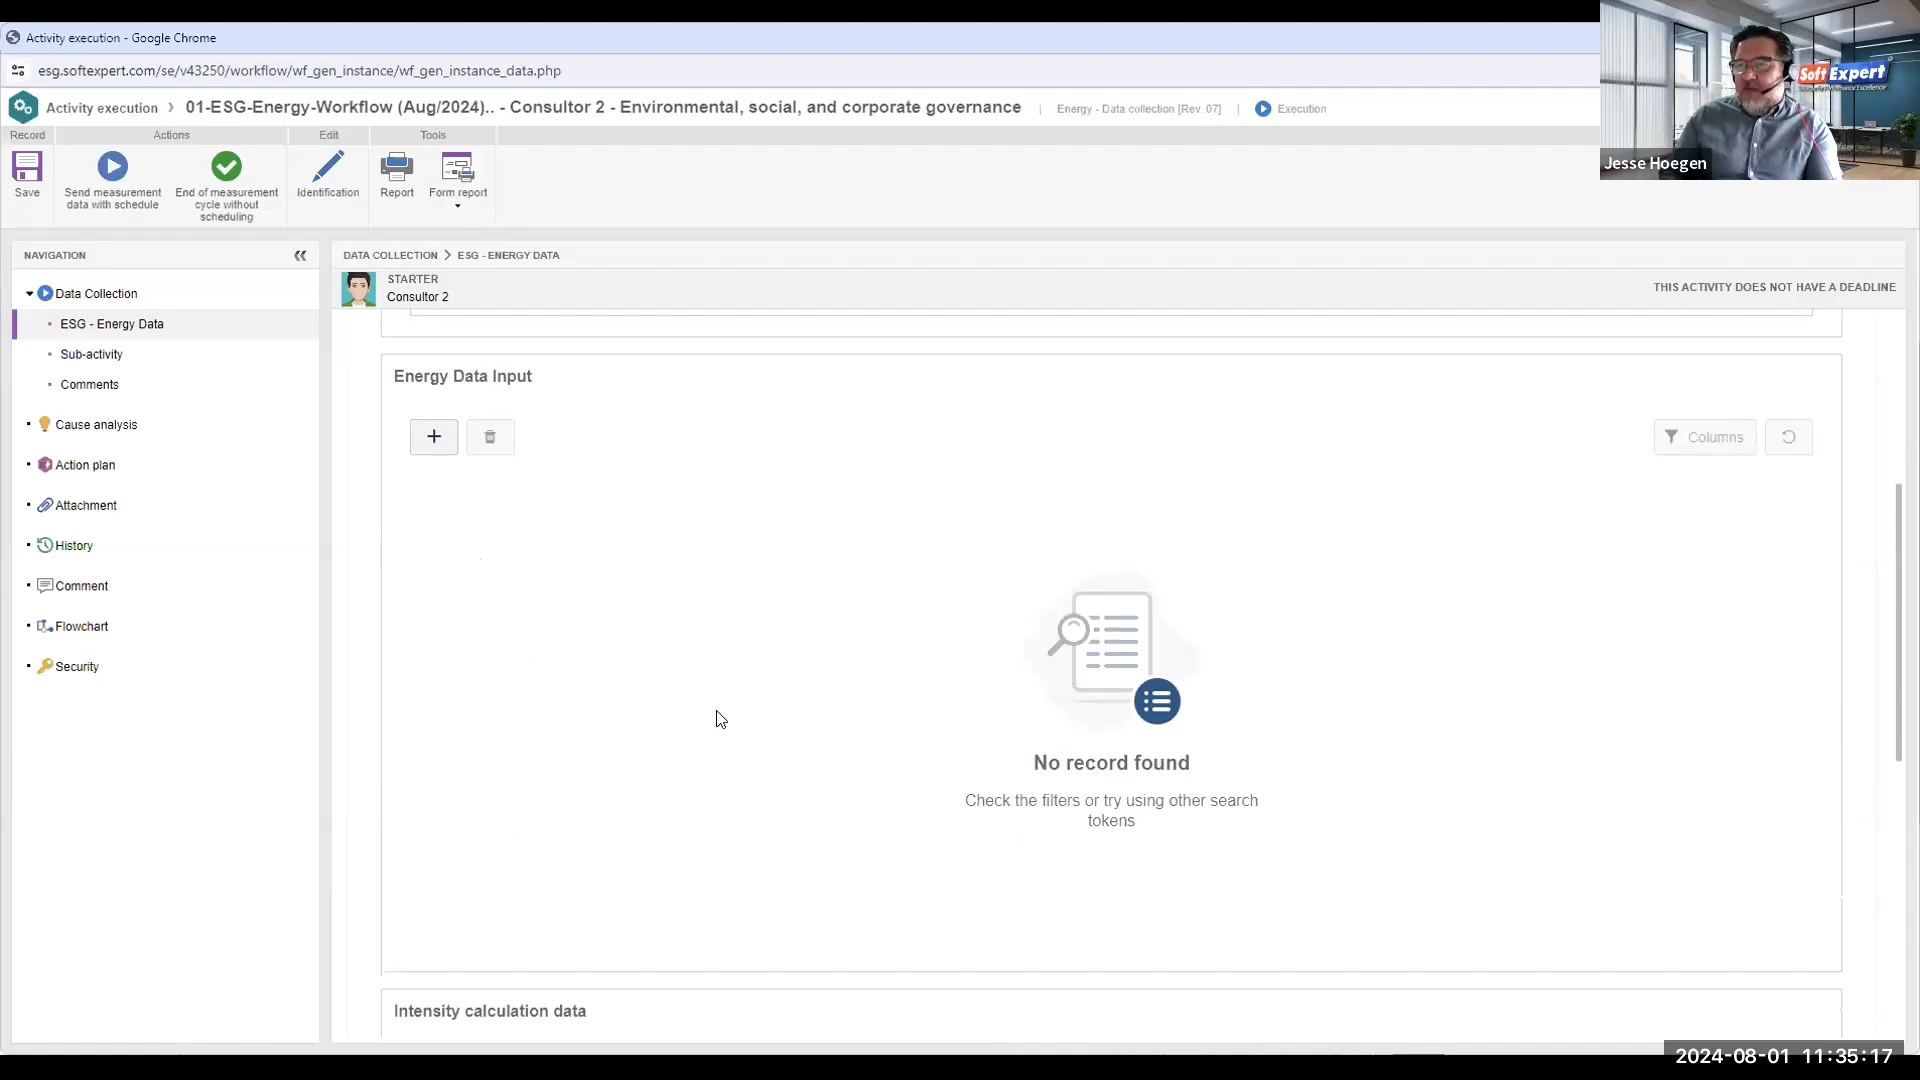 Activity execution - Google Chrome
esg.softexpert.com/se/v43250/workflow/wf_gen_instance/wf_gen_instance_data.php
Activity execution > 01-ESG-Energy-Workflow (Aug/2024).. - Consultor 2 - Environmental, social, and corporate governance | Energy - Data collection [Rev. 07] | Execution
SoftExpert
Jesse Hoegen
Record Actions Edit Tools
Save
Send measurement data with schedule
End of measurement cycle without scheduling
Identification
Report
Form report
NAVIGATION
Data Collection
ESG - Energy Data
Sub-activity
Comments
Cause analysis
Action plan
Attachment
History
Comment
Flowchart
Security
DATA COLLECTION > ESG - ENERGY DATA
STARTER
Consultor 2
THIS ACTIVITY DOES NOT HAVE A DEADLINE
Energy Data Input
Columns
No record found
Check the filters or try using other search
tokens
Intensity calculation data
2024-08-01 11:35:17